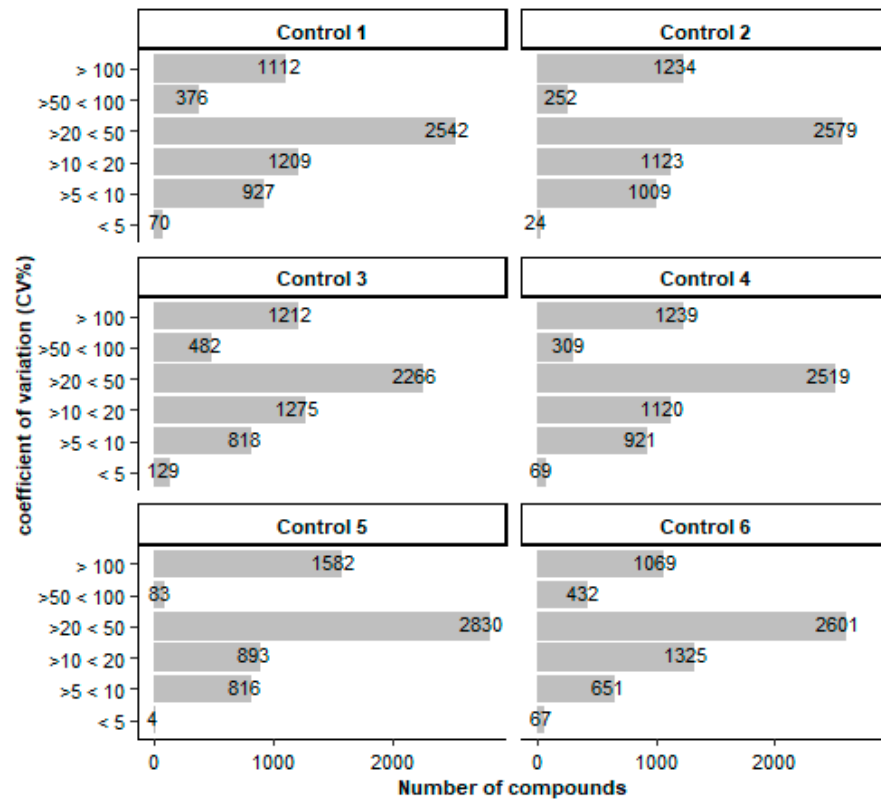 Control 1
Control 2
> 100
1112
1234
>50 < 100
376
252
>20 < 50
2542
2579
>10 < 20
1209
1123
>5 < 10
927
1009
< 5
70
24
Control 3
Control 4
> 100
1212
1239
>50 < 100
482
309
>20 < 50
2266
2519
>10 < 20
1275
1120
>5 < 10
818
921
< 5
129
69
Control 5
Control 6
> 100
1582
1069
>50 < 100
83
432
>20 < 50
2830
2601
>10 < 20
893
1325
>5 < 10
816
651
< 5
4
67
0
1000
2000
0
1000
2000
coefficient of variation (CV%)
Number of compounds